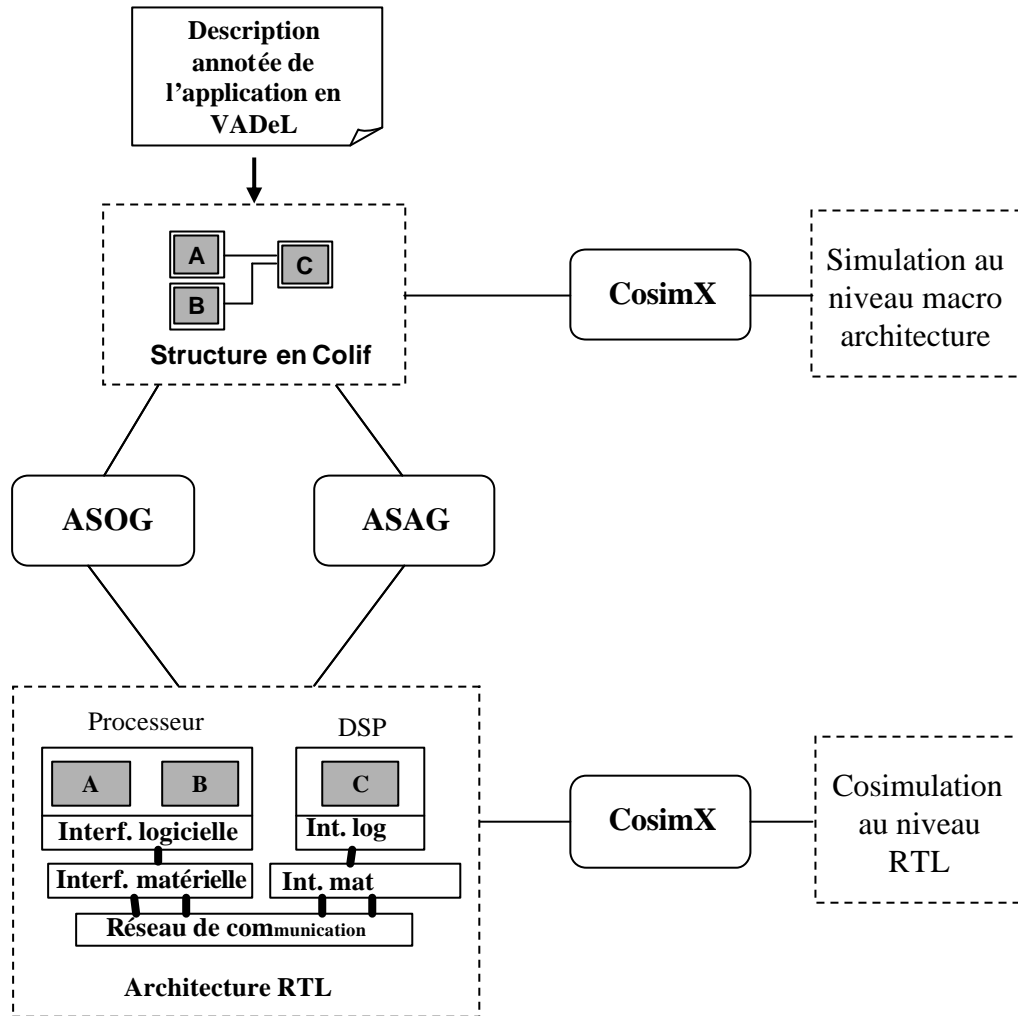 Description
annotée de
l'application en
VADeL
A
B
C
Structure en Colif
CosimX
Simulation au
niveau macro
architecture
ASOG
ASAG
Processeur
DSP
A
B
C
Interf. logicielle
Int. log
Interf. matérielle
Int. mat
Réseau de communication
Architecture RTL
CosimX
Cosimulation
au niveau
RTL